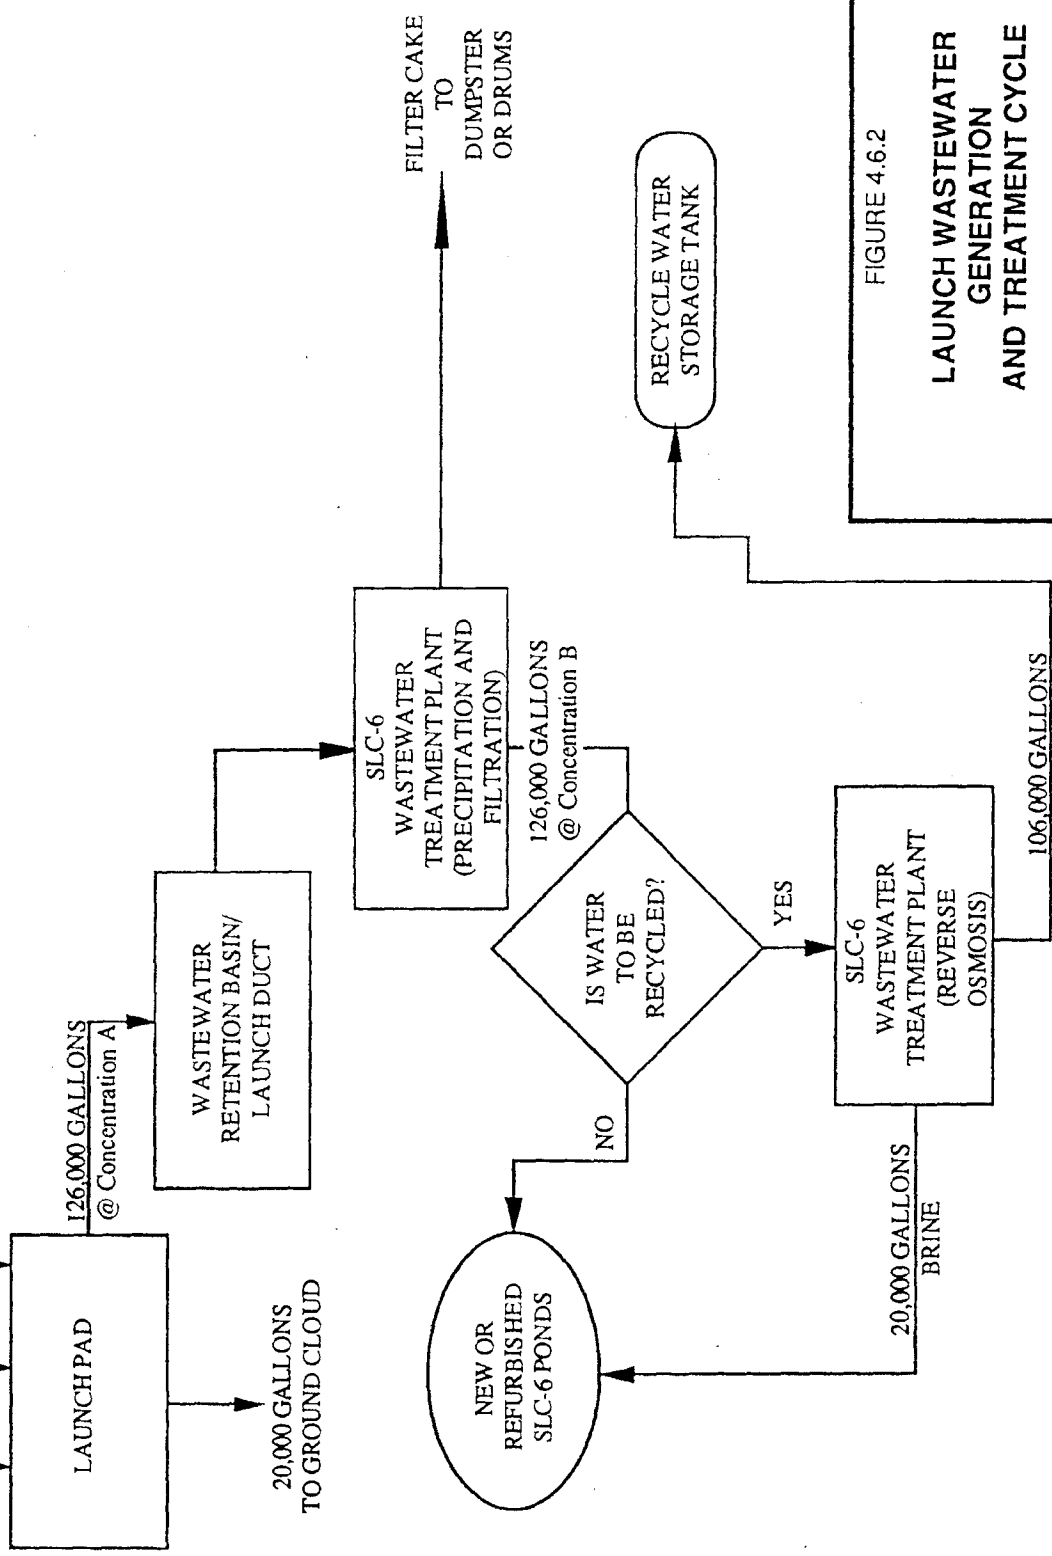 LAUNCH PAD
126,000 GALLONS
@ Concentration A
20,000 GALLONS
TO GROUND CLOUD
WASTEWATER
RETENTION BASIN/
LAUNCH DUCT
SLC-6
WASTEWATER
TREATMENT PLANT
(PRECIPITATION AND
FILTRATION)
FILTER CAKE
TO
DUMPSTER
OR DRUMS
126,000 GALLONS
@ Concentration B
IS WATER
TO BE
RECYCLED?
NO
YES
NEW OR
REFURBISHED
SLC-6 PONDS
SLC-6
WASTEWATER
TREATMENT PLANT
(REVERSE
OSMOSIS)
20,000 GALLONS
BRINE
106,000 GALLONS
RECYCLE WATER
STORAGE TANK
FIGURE 4.6.2
LAUNCH WASTEWATER
GENERATION
AND TREATMENT CYCLE